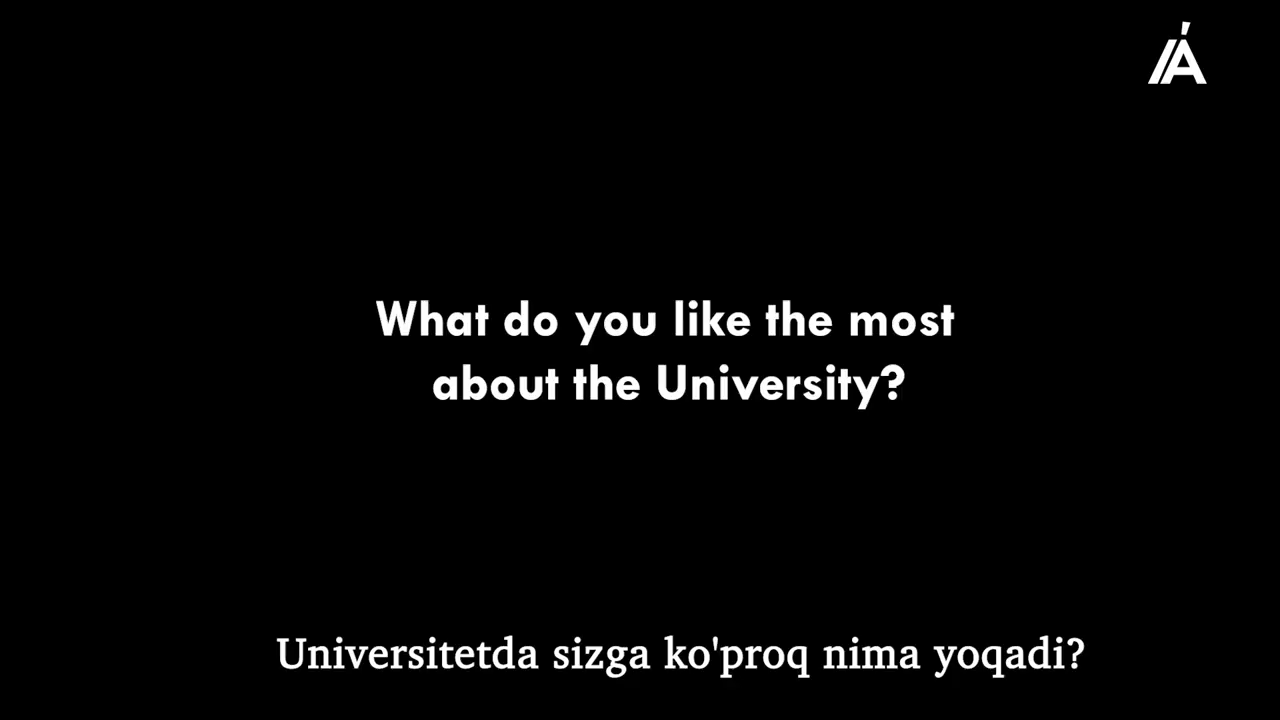 What do you like the most
about the University?
Universitetda sizga ko'proq nima yoqadi?